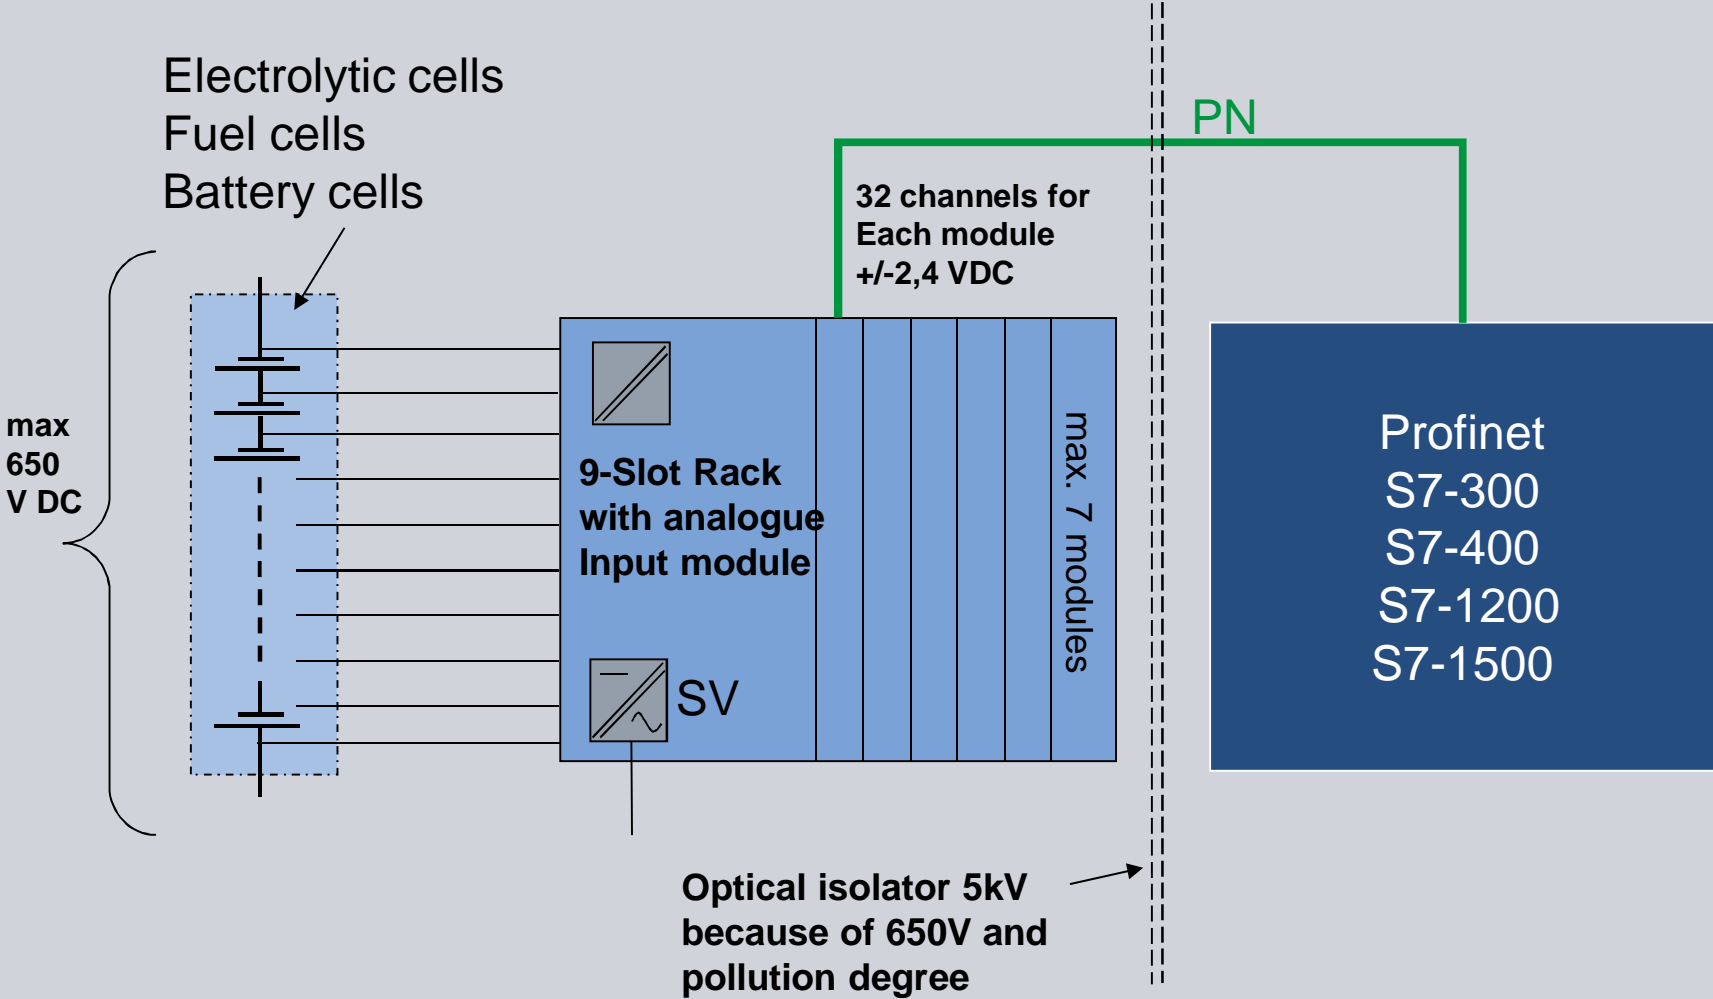 Electrolytic cells
Fuel cells
Battery cells
PN
32 channels for
Each module
+/-2,4 VDC
max
650
V DC
9-Slot Rack
with analogue
Input module
max. 7 modules
SV
Profinet
S7-300
S7-400
S7-1200
S7-1500
Optical isolator 5kV
because of 650V and
pollution degree